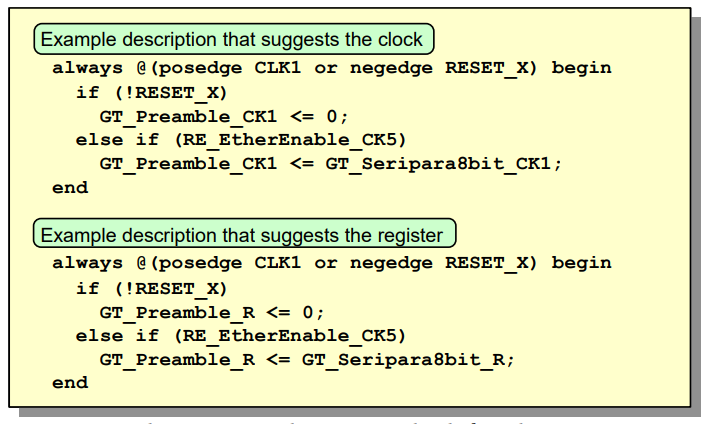 Example description that suggests the clock
always @(posedge CLK1 or negedge RESET_X) begin
if (!RESET_X)
GT_Preamble_CK1 <= 0;
else if (RE_EtherEnable_CK5)
GT_Preamble_CK1 <= GT_Seripara8bit_CK1;
end
Example description that suggests the register
always @(posedge CLK1 or negedge RESET_X) begin
if (!RESET_X)
GT_Preamble_R <= 0;
else if (RE_EtherEnable_CK5)
GT_Preamble_R <= GT_Seripara8bit_R;
end